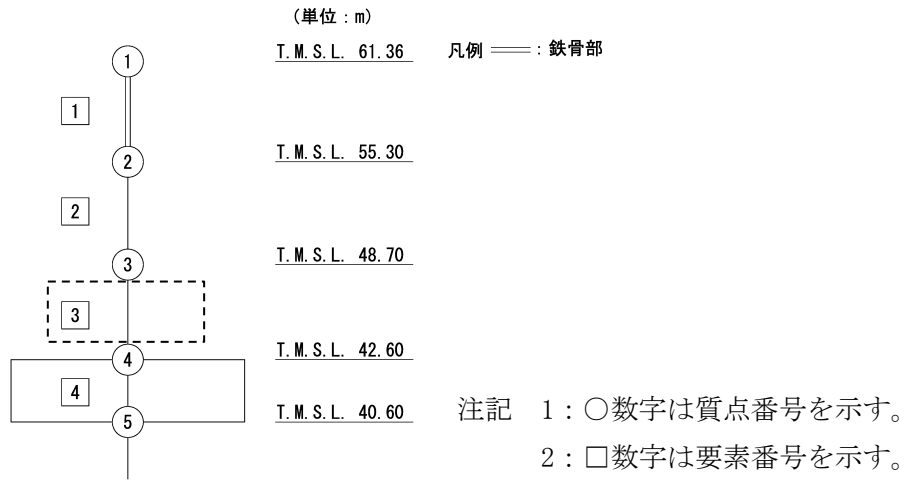 （単位：m）
① T.M.S.L. 61.36 凡例 ═══：鉄骨部
1
② T.M.S.L. 55.30
2
③ T.M.S.L. 48.70
3
④ T.M.S.L. 42.60
4
⑤ T.M.S.L. 40.60
注記 1：○数字は質点番号を示す。
2：□数字は要素番号を示す。